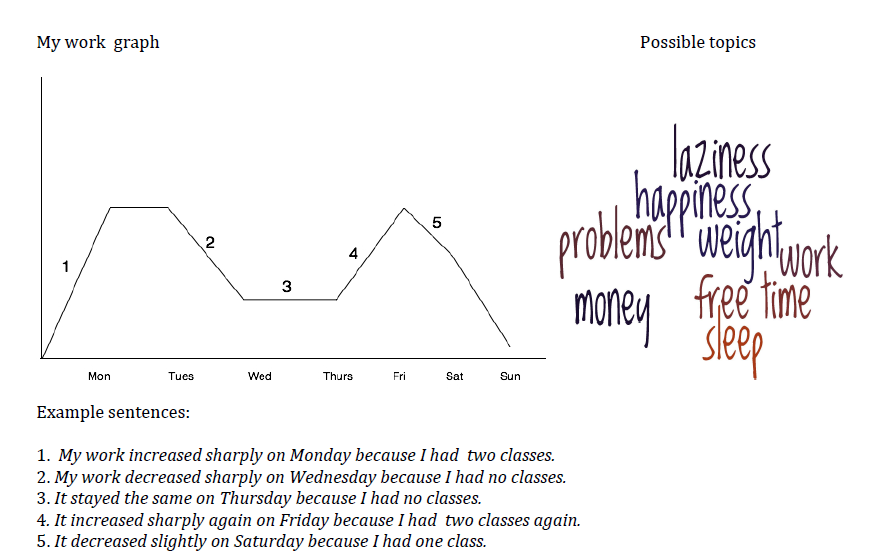 My work  graph
Possible topics
laziness
happiness
problems weight work
money free time
sleep
1
2
3
4
5
Mon Tues Wed Thurs Fri Sat Sun
Example sentences:
1.  My work increased sharply on Monday because I had  two classes.
2. My work decreased sharply on Wednesday because I had no classes.
3. It stayed the same on Thursday because I had no classes.
4. It increased sharply again on Friday because I had  two classes again.
5. It decreased slightly on Saturday because I had one class.